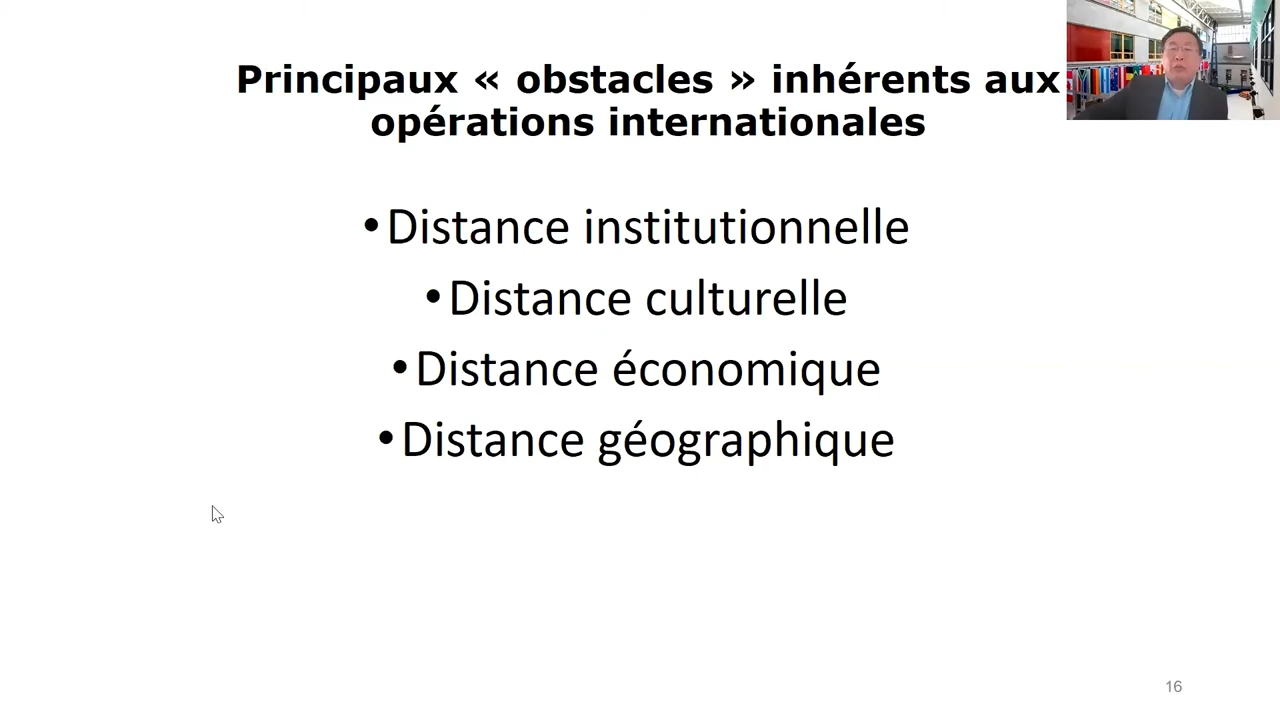 Principaux « obstacles » inhérents aux
opérations internationales
•Distance institutionnelle
•Distance culturelle
•Distance économique
•Distance géographique
16